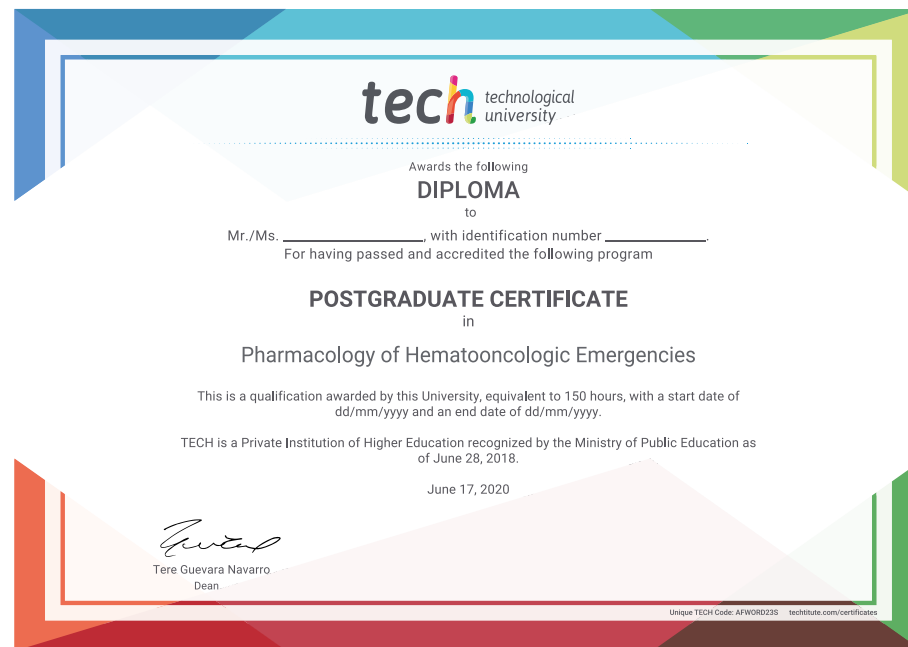 tech technological
university
Awards the following
DIPLOMA
to
Mr./Ms. ____________, with identification number ____________.
For having passed and accredited the following program
POSTGRADUATE CERTIFICATE
in
Pharmacology of Hematooncologic Emergencies
This is a qualification awarded by this University, equivalent to 150 hours, with a start date of
dd/mm/yyyy and an end date of dd/mm/yyyy.
TECH is a Private Institution of Higher Education recognized by the Ministry of Public Education as
of June 28, 2018.
June 17, 2020
Tere Guevara Navarro
Dean
Unique TECH Code: AFWORD23S techtitute.com/certificates